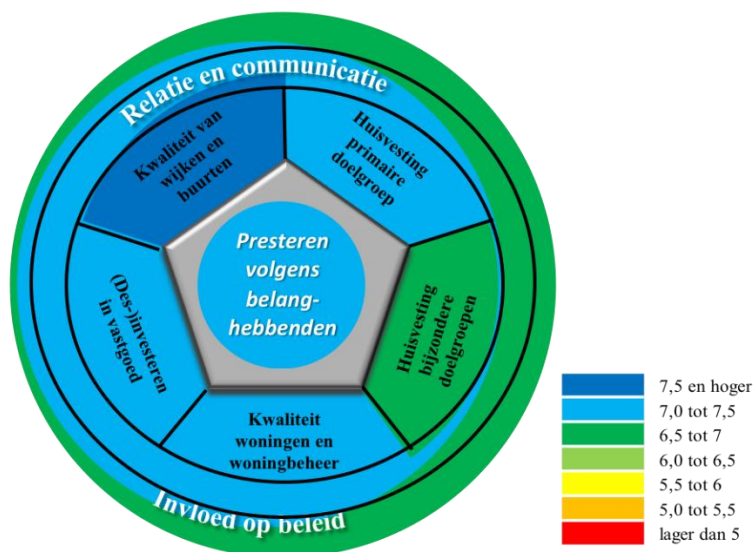 Relatie en communicatie
Kwaliteit van
wijken en
buurten
Huisvesting
primaire
doelgroep
Presteren
volgens
belang-
hebbenden
(Des-)investeren
in vastgoed
Huisvesting
bijzondere
doelgroepen
Kwaliteit
woningen en
woningbeheer
Invloed op beleid
7,5 en hoger
7,0 tot 7,5
6,5 tot 7
6,0 tot 6,5
5,5 tot 6
5,0 tot 5,5
lager dan 5